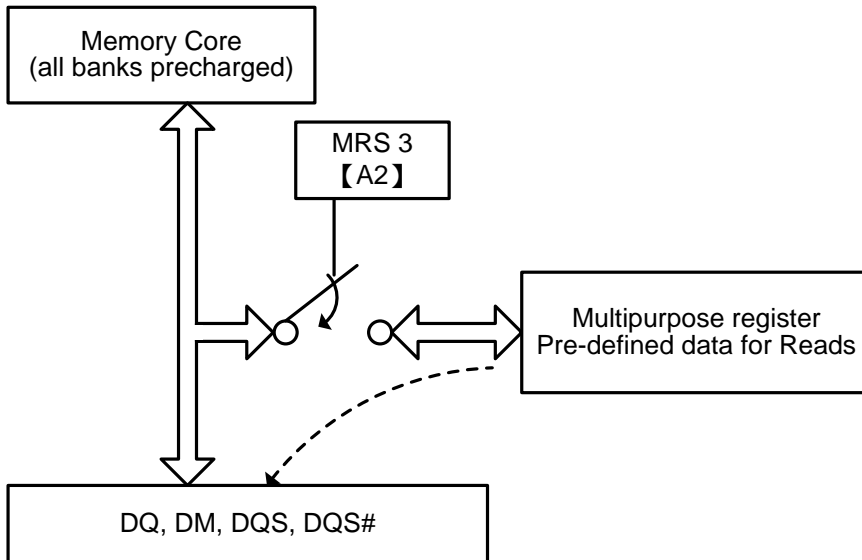 Memory Core
(all banks precharged)
MRS 3
【A2】
Multipurpose register
Pre-defined data for Reads
DQ, DM, DQS, DQS#